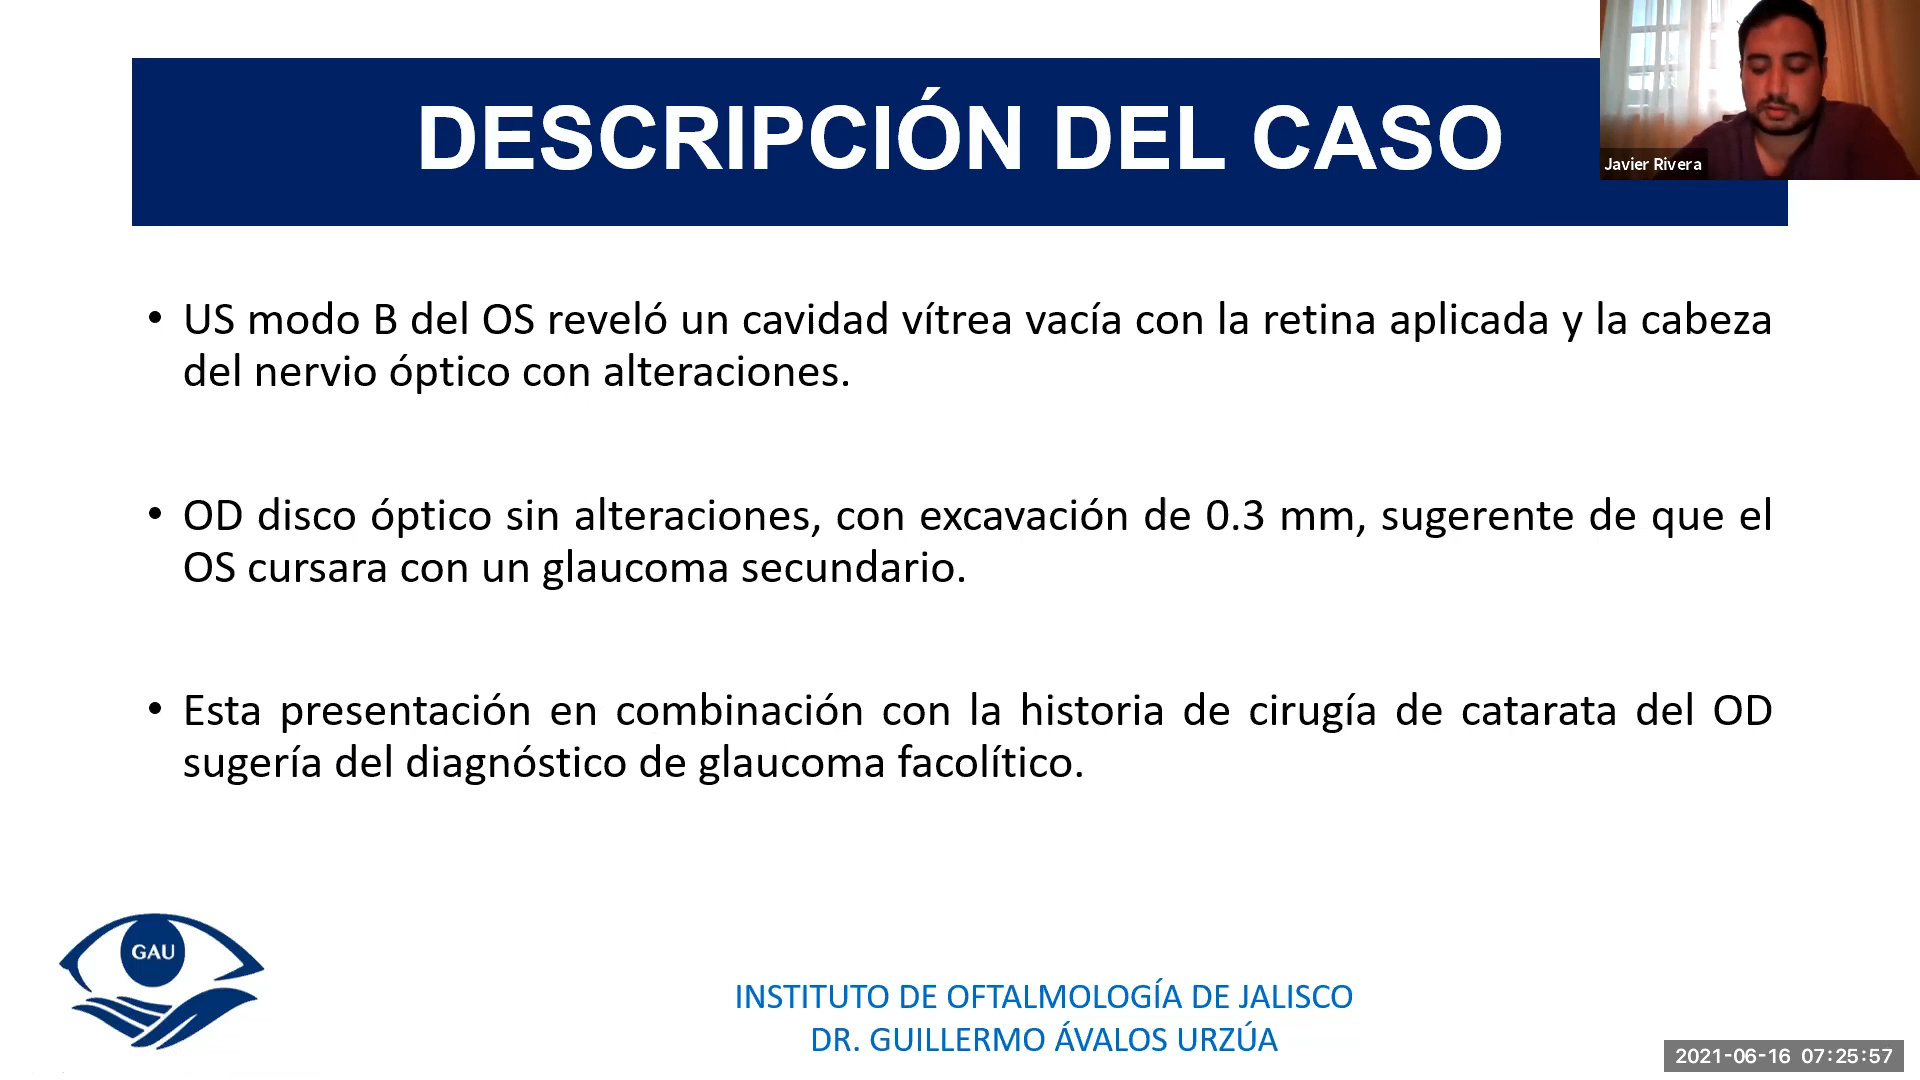 DESCRIPCIÓN DEL CASO
Javier Rivera
• US modo B del OS reveló un cavidad vítrea vacía con la retina aplicada y la cabeza
del nervio óptico con alteraciones.
• OD disco óptico sin alteraciones, con excavación de 0.3 mm, sugerente de que el
OS cursara con un glaucoma secundario.
• Esta presentación en combinación con la historia de cirugía de catarata del OD
sugería del diagnóstico de glaucoma facolítico.
GAU
INSTITUTO DE OFTALMOLOGÍA DE JALISCO
DR. GUILLERMO ÁVALOS URZÚA
2021-06-16 07:25:57